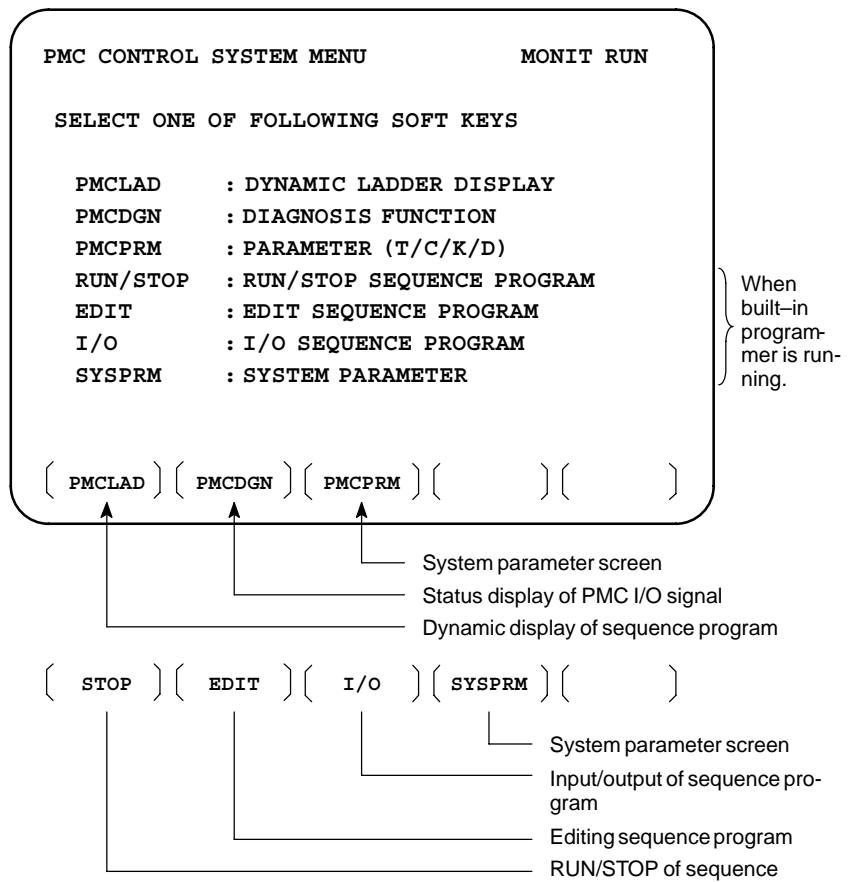 PMC CONTROL SYSTEM MENU MONIT RUN
SELECT ONE OF FOLLOWING SOFT KEYS
PMCLAD : DYNAMIC LADDER DISPLAY
PMCDGN : DIAGNOSIS FUNCTION
PMCPRM : PARAMETER (T/C/K/D)
RUN/STOP : RUN/STOP SEQUENCE PROGRAM
EDIT : EDIT SEQUENCE PROGRAM
I/O : I/O SEQUENCE PROGRAM
SYSPRM : SYSTEM PARAMETER
When
built–in
program-
mer is run-
ning.
PMCLAD PMCDGN PMCPRM
System parameter screen
Status display of PMC I/O signal
Dynamic display of sequence program
STOP EDIT I/O SYSPRM
System parameter screen
Input/output of sequence pro-
gram
Editing sequence program
RUN/STOP of sequence